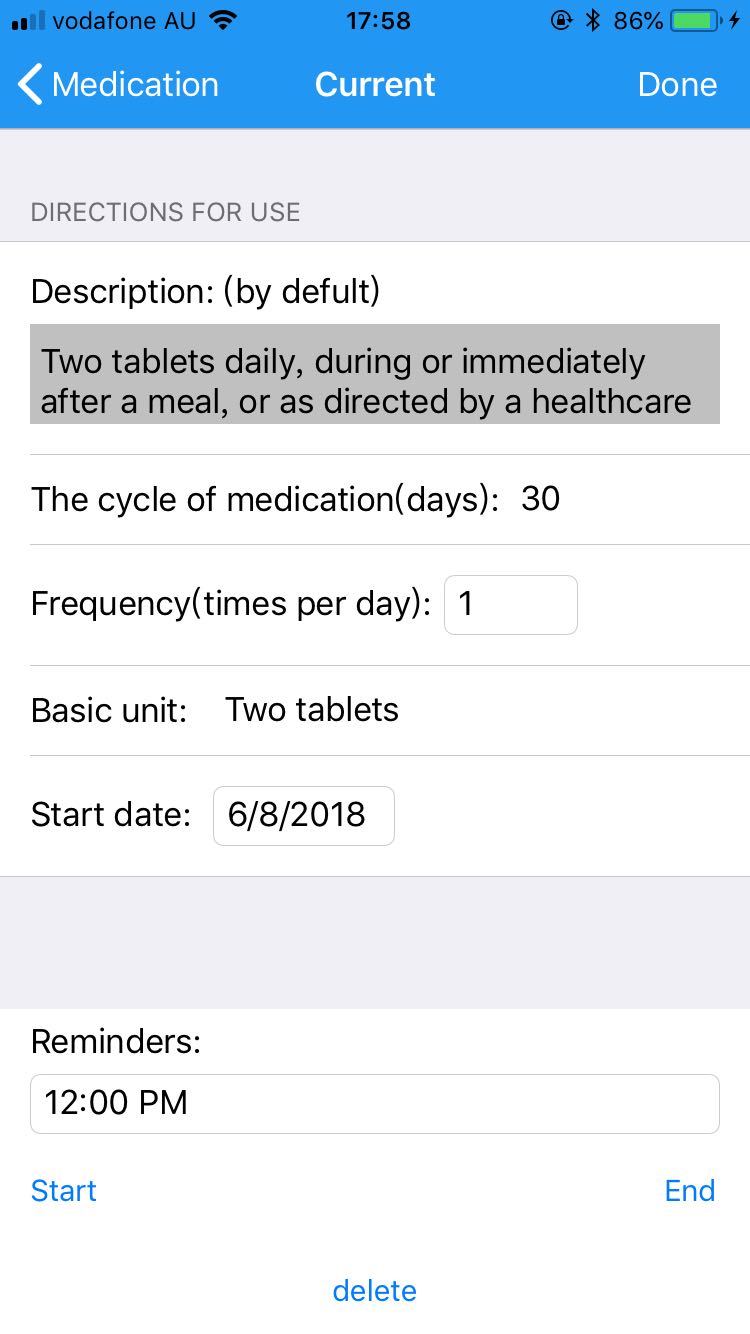 vodafone AU 17:58 86%
Medication Current Done
DIRECTIONS FOR USE
Description: (by defult)
Two tablets daily, during or immediately
after a meal, or as directed by a healthcare
The cycle of medication(days): 30
Frequency(times per day): 1
Basic unit: Two tablets
Start date: 6/8/2018
Reminders:
12:00 PM
Start End
delete